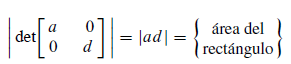 | det [ a 0 ; 0 d ] | = |ad| = { área del rectángulo }